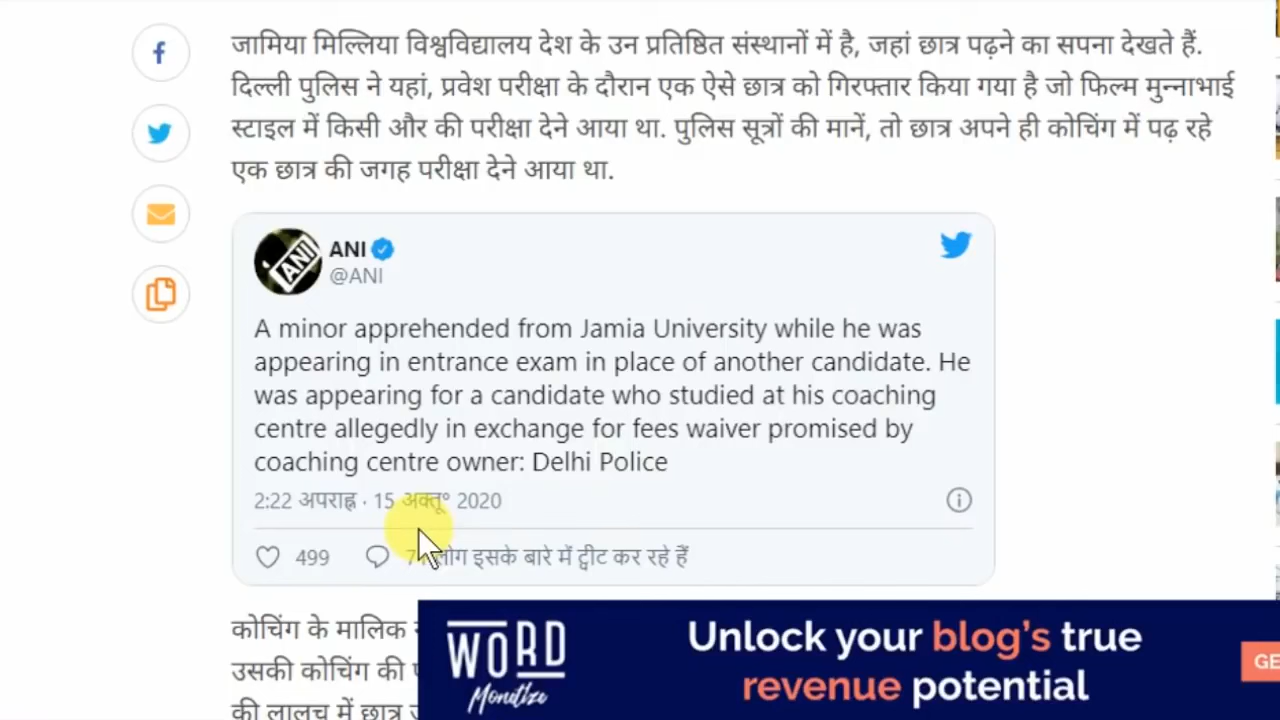 जामिया मिल्लिया विश्वविद्यालय देश के उन प्रतिष्ठित संस्थानों में है, जहां छात्र पढ़ने का सपना देखते हैं.
दिल्ली पुलिस ने यहां, प्रवेश परीक्षा के दौरान एक ऐसे छात्र को गिरफ्तार किया गया है जो फिल्म मुन्नाभाई
स्टाइल में किसी और की परीक्षा देने आया था. पुलिस सूत्रों की मानें, तो छात्र अपने ही कोचिंग में पढ़ रहे
एक छात्र की जगह परीक्षा देने आया था.
ANI
@ANI
A minor apprehended from Jamia University while he was
appearing in entrance exam in place of another candidate. He
was appearing for a candidate who studied at his coaching
centre allegedly in exchange for fees waiver promised by
coaching centre owner: Delhi Police
2:22 अपराह्न · 15 अक्तू॰ 2020
499
लोग इसके बारे में ट्वीट कर रहे हैं
कोचिंग के मालिक
उसकी कोचिंग की
की लालच में छात्र
WORD
Monetize
Unlock your blog's true
revenue potential